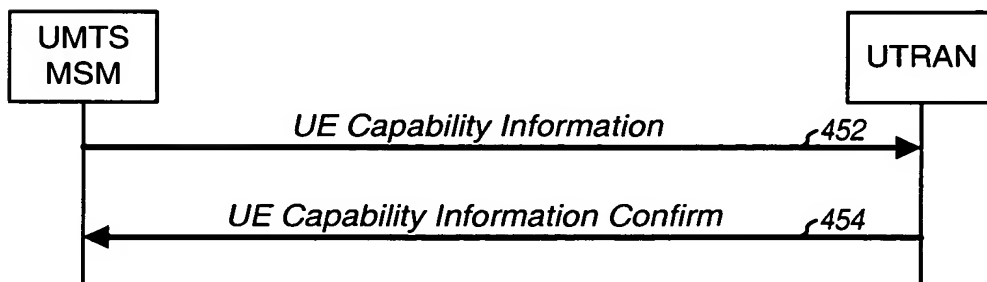 UMTS
MSM
UTRAN
UE Capability Information
452
UE Capability Information Confirm
454